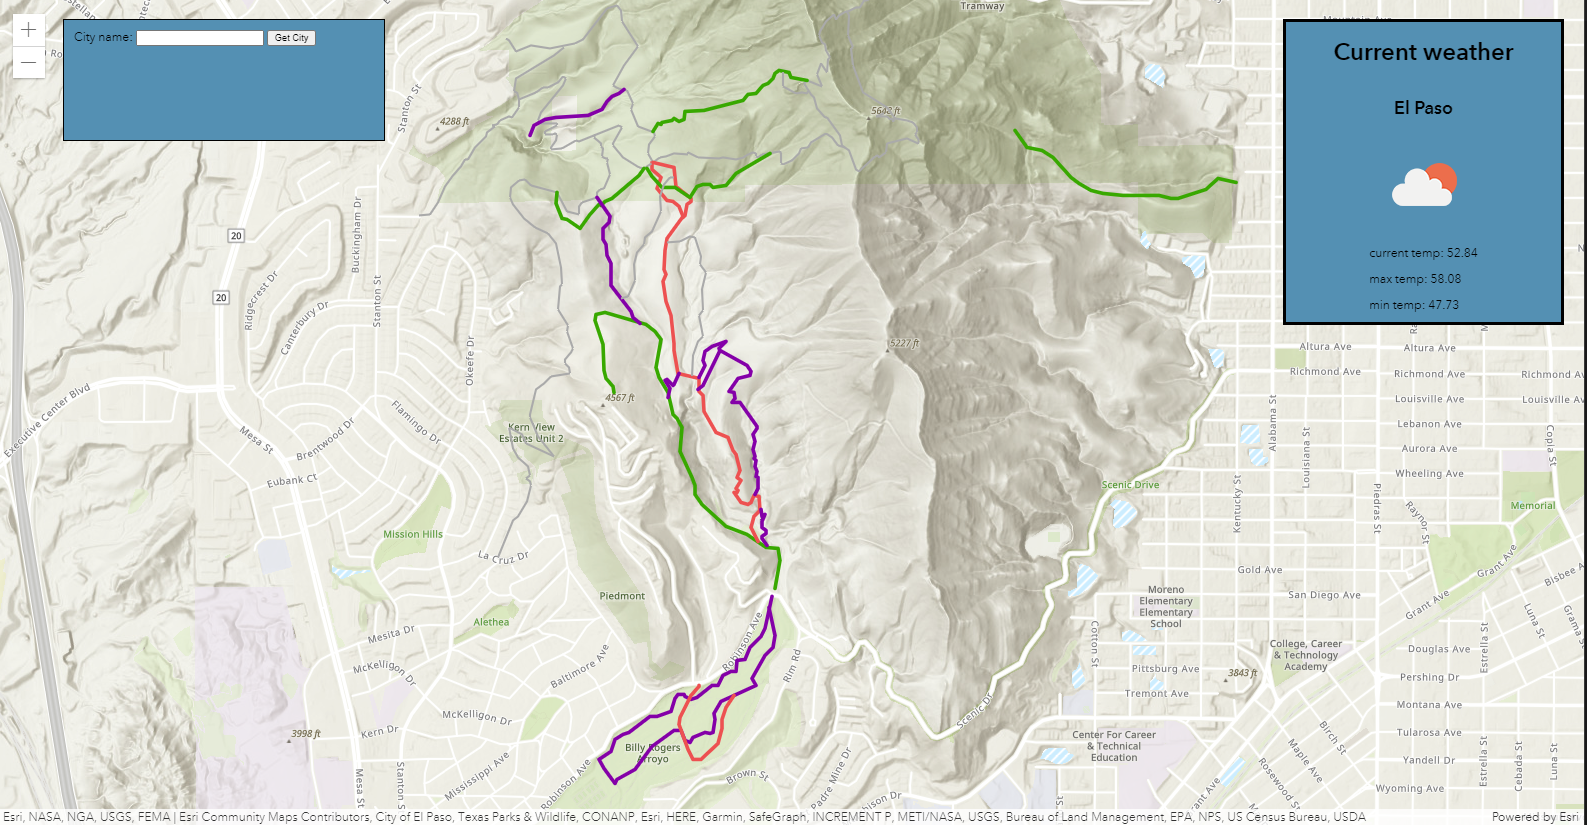 City name:
Get City
Current weather
El Paso
current temp: 52.84
max temp: 58.08
min temp: 47.73
Tramway
Stanton St
4288 ft
5648 ft
20
Buckingham Dr
20
Ridgecrest Dr
Stanton St
Canterbury Dr
Okeefe Dr
5227 ft
Altura Ave
Altura Ave
Richmond Ave
Richmond Ave
Richmond Av
Executive Center Blvd
4567 ft
Louisville Ave
Louisville Av
Flamingo Dr
Alabama St
Mesa St
Brentwood Dr
Kern View
Estates Unit 2
Lebanon Ave
Copia St
Aurora Ave
Louisiana St
Wheeling Ave
Eubank Ct
Scenic Drive
Kentucky St
Piedras St
Raynor St
Memorial
Mission Hills
La Cruz Dr
Gold Ave
Grant Ave
Bisbee A
Piedmont
Moreno
Elementary
Elementary
School
San Diego Ave
Grant Ave
Luna St
Grama S
Alethea
Mesita Dr
Robinson Ave
Cotton St
College, Career
& Technology
Academy
Estrella St
Douglas Ave
McKelligon Dr
Baltimore Ave
Rim Rd
Pittsburg Ave
3843 ft
Pershing Dr
Tremont Ave
McKelligon Dr
Scenic Dr
Montana Ave
3998 ft
Kern Dr
Billy Rogers
Arroyo
Center For Career
& Technical
Education
Birch St
Tularosa Ave
Maple Ave
Estrella St
Cebada St
Luna St
Yandell Dr
Mesa St
Stanton S
Mississippi Ave
Robinson Ave
Brown St
Padre Mine Dr
Rosewood St
Wyoming Ave
Esri, NASA, NGA, USGS, FEMA | Esri Community Maps Contributors, City of El Paso, Texas Parks & Wildlife, CONANP, Esri, HERE, Garmin, SafeGraph, INCREMENT P, METI/NASA, USGS, Bureau of Land Management, EPA, NPS, US Census Bureau, USDA
Powered by Esri